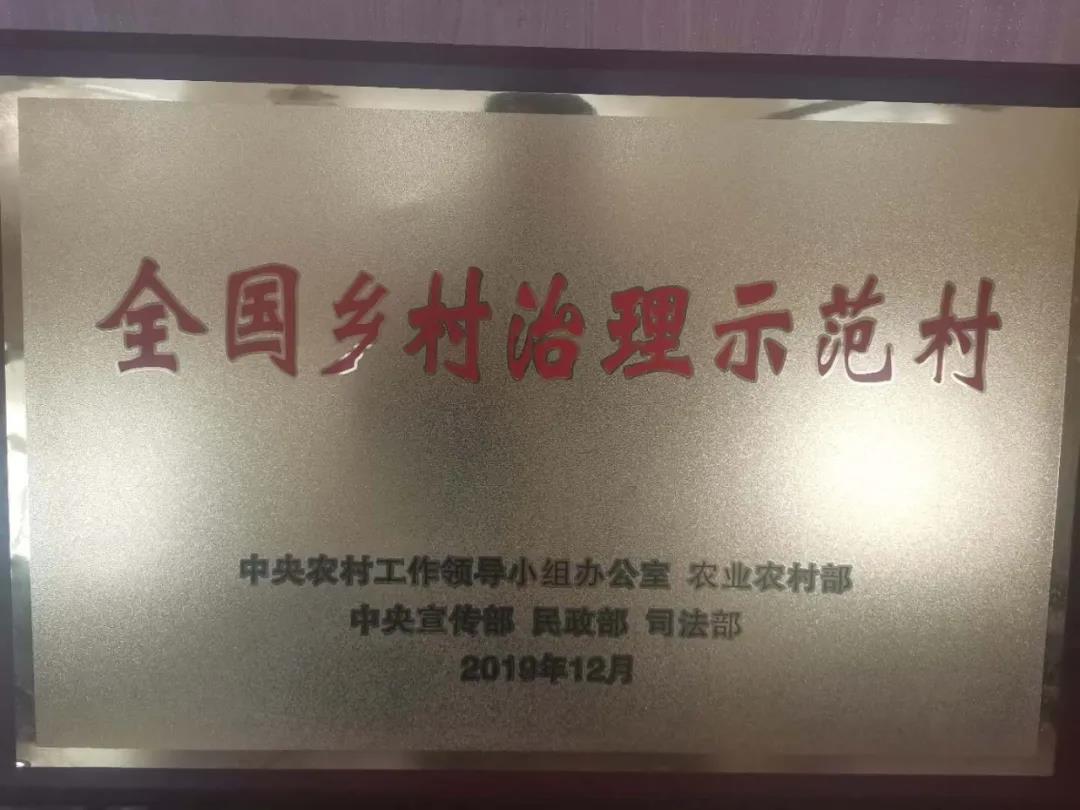 全国乡村治理示范村
中央农村工作领导小组办公室 农业农村部
中央宣传部 民政部 司法部
2019年12月